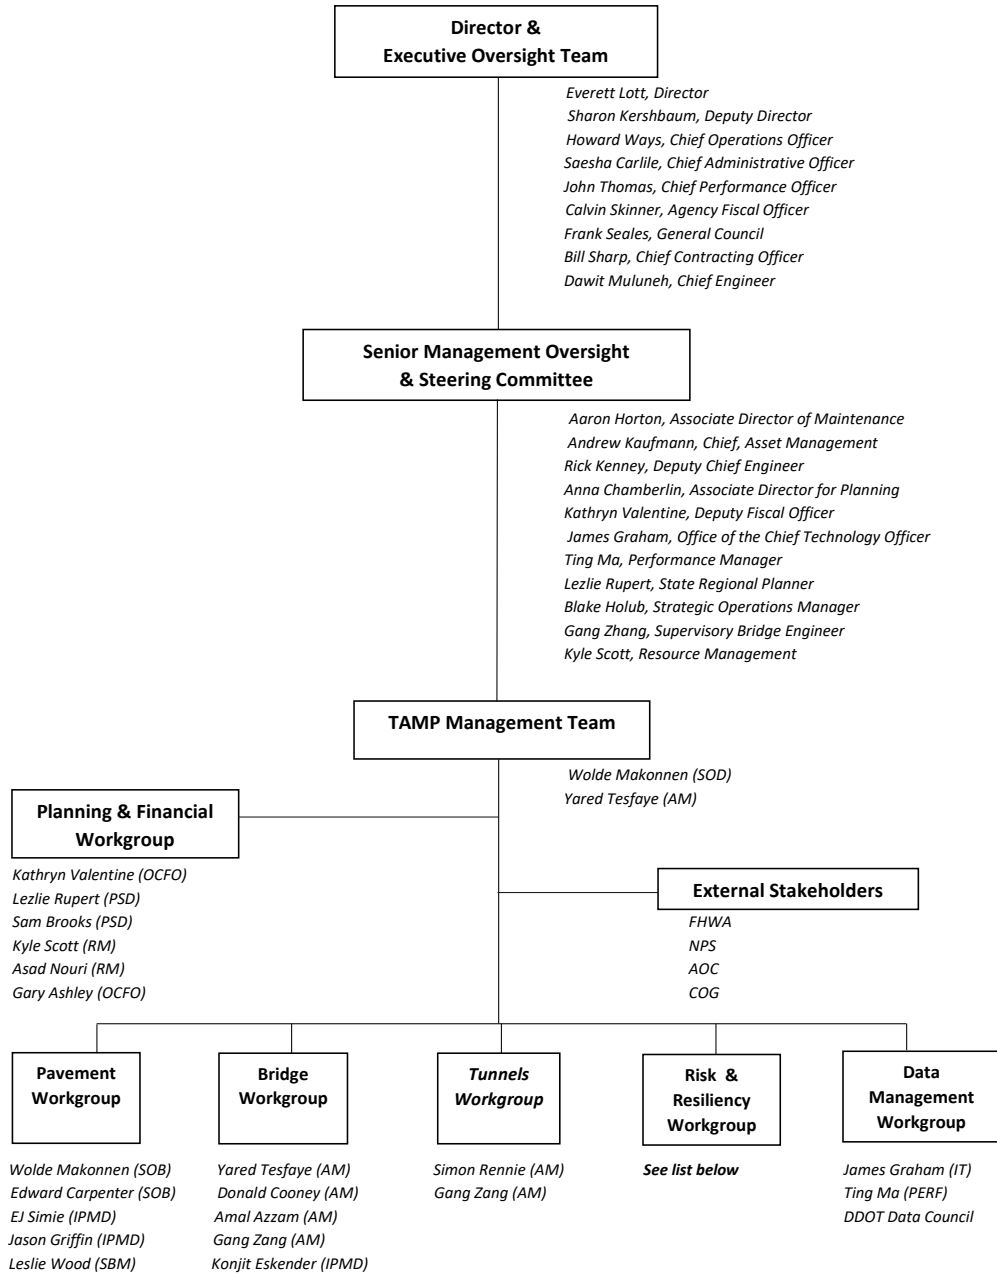 Director &
Executive Oversight Team
Everett Lott, Director
Sharon Kershbaum, Deputy Director
Howard Ways, Chief Operations Officer
Saesha Carlile, Chief Administrative Officer
John Thomas, Chief Performance Officer
Calvin Skinner, Agency Fiscal Officer
Frank Seales, General Council
Bill Sharp, Chief Contracting Officer
Dawit Muluneh, Chief Engineer
Senior Management Oversight
& Steering Committee
Aaron Horton, Associate Director of Maintenance
Andrew Kaufmann, Chief, Asset Management
Rick Kenney, Deputy Chief Engineer
Anna Chamberlin, Associate Director for Planning
Kathryn Valentine, Deputy Fiscal Officer
James Graham, Office of the Chief Technology Officer
Ting Ma, Performance Manager
Lezlie Rupert, State Regional Planner
Blake Holub, Strategic Operations Manager
Gang Zhang, Supervisory Bridge Engineer
Kyle Scott, Resource Management
TAMP Management Team
Wolde Makonnen (SOD)
Yared Tesfaye (AM)
Planning & Financial
Workgroup
Kathryn Valentine (OCFO)
Lezlie Rupert (PSD)
Sam Brooks (PSD)
Kyle Scott (RM)
Asad Nouri (RM)
Gary Ashley (OCFO)
External Stakeholders
FHWA
NPS
AOC
COG
Pavement
Workgroup
Wolde Makonnen (SOB)
Edward Carpenter (SOB)
EJ Simie (IPMD)
Jason Griffin (IPMD)
Leslie Wood (SBM)
Bridge
Workgroup
Yared Tesfaye (AM)
Donald Cooney (AM)
Amal Azzam (AM)
Gang Zang (AM)
Konjit Eskender (IPMD)
Tunnels
Workgroup
Simon Rennie (AM)
Gang Zang (AM)
Risk &
Resiliency
Workgroup
See list below
Data
Management
Workgroup
James Graham (IT)
Ting Ma (PERF)
DDOT Data Council